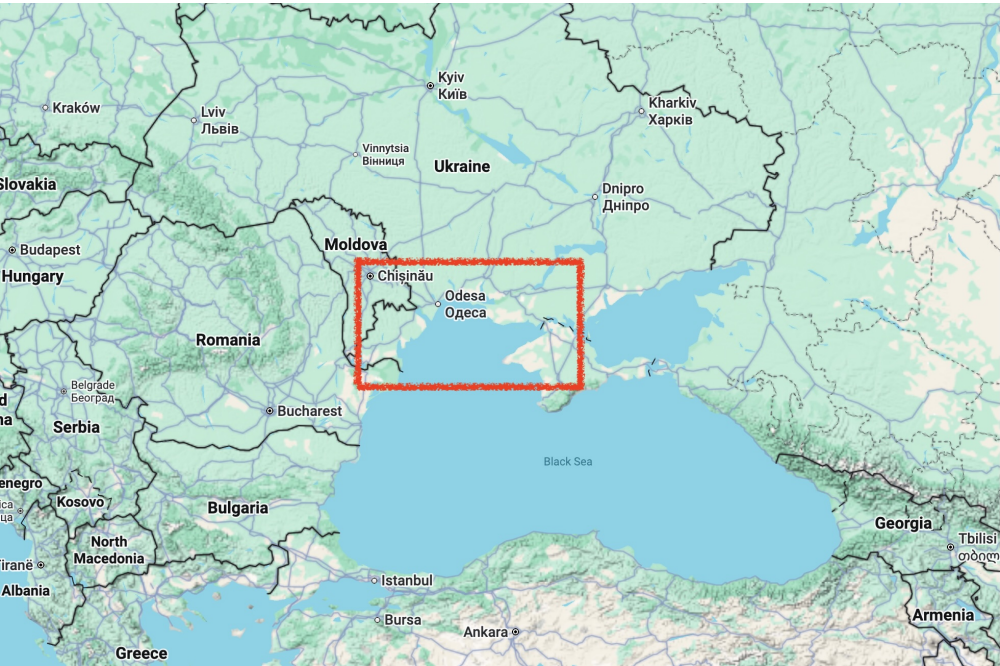 Kyiv
Київ
Kharkiv
Харків
Kraków
Lviv
Львів
Vinnytsia
Вінниця
Ukraine
Slovakia
Dnipro
Дніпро
Moldova
Budapest
Hungary
Chișinău
Odesa
Одеса
Romania
Belgrade
Београд
Bucharest
Serbia
Black Sea
Kosovo
Bulgaria
North
Macedonia
Georgia
Tbilisi
Albania
Istanbul
Armenia
Bursa
Ankara
Greece